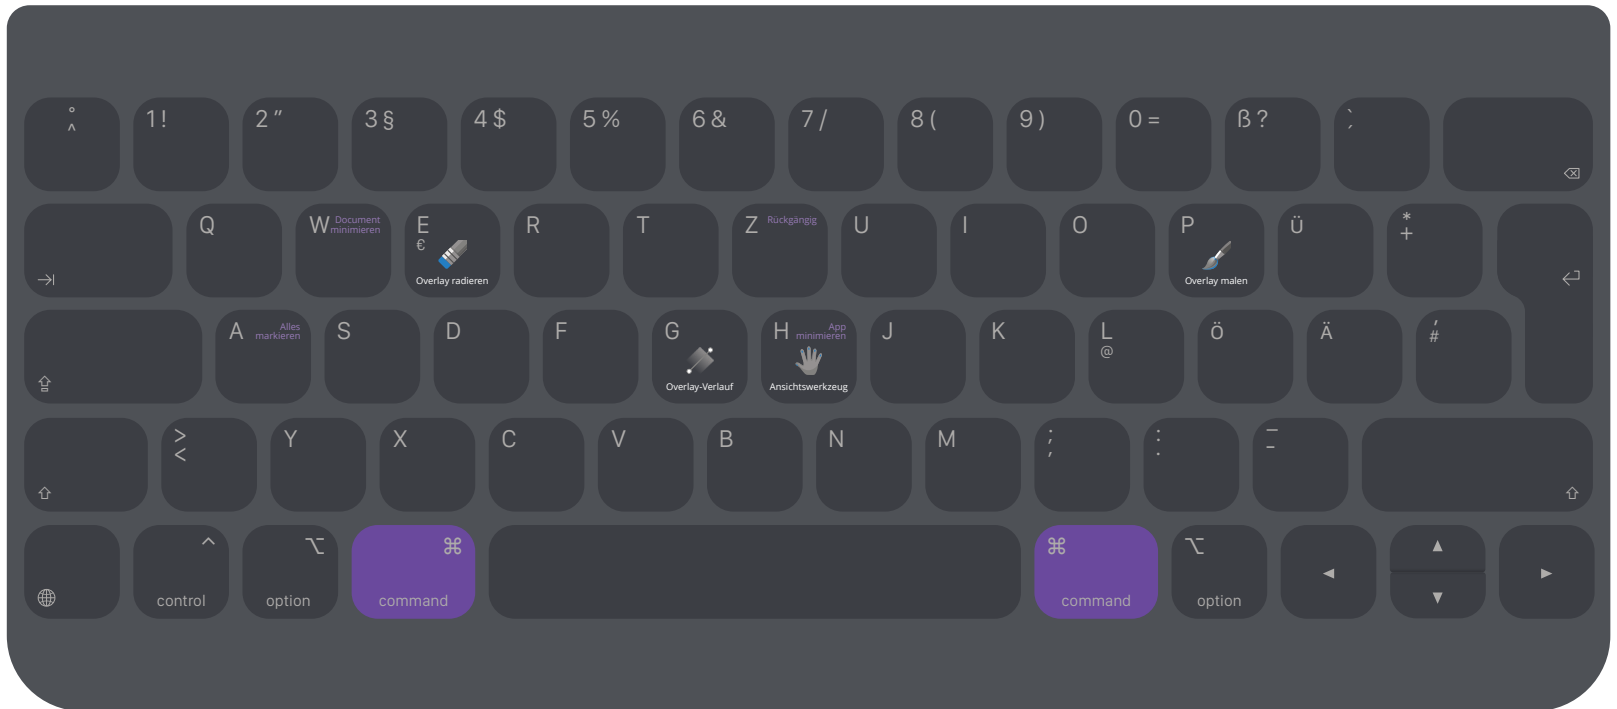 ° ^ 1 ! 2 ” 3 § 4 $ 5 % 6 & 7 / 8 ( 9 ) 0 = ß ? ` ´ ⌫
⇥ Q W Document minimieren E € Overlay radieren R T Z Rückgängig U I O P Overlay malen Ü * + ↵
⇪ A Alles markieren S D F G Overlay-Verlauf H App minimieren Ansichtswerkzeug J K L @ Ö Ä ' # 
⇧ > < Y X C V B N M ; , : . – - ⇧
^ control ⌥ option ⌘ command ⌘ command ⌥ option ◀ ▲ ▼ ▶